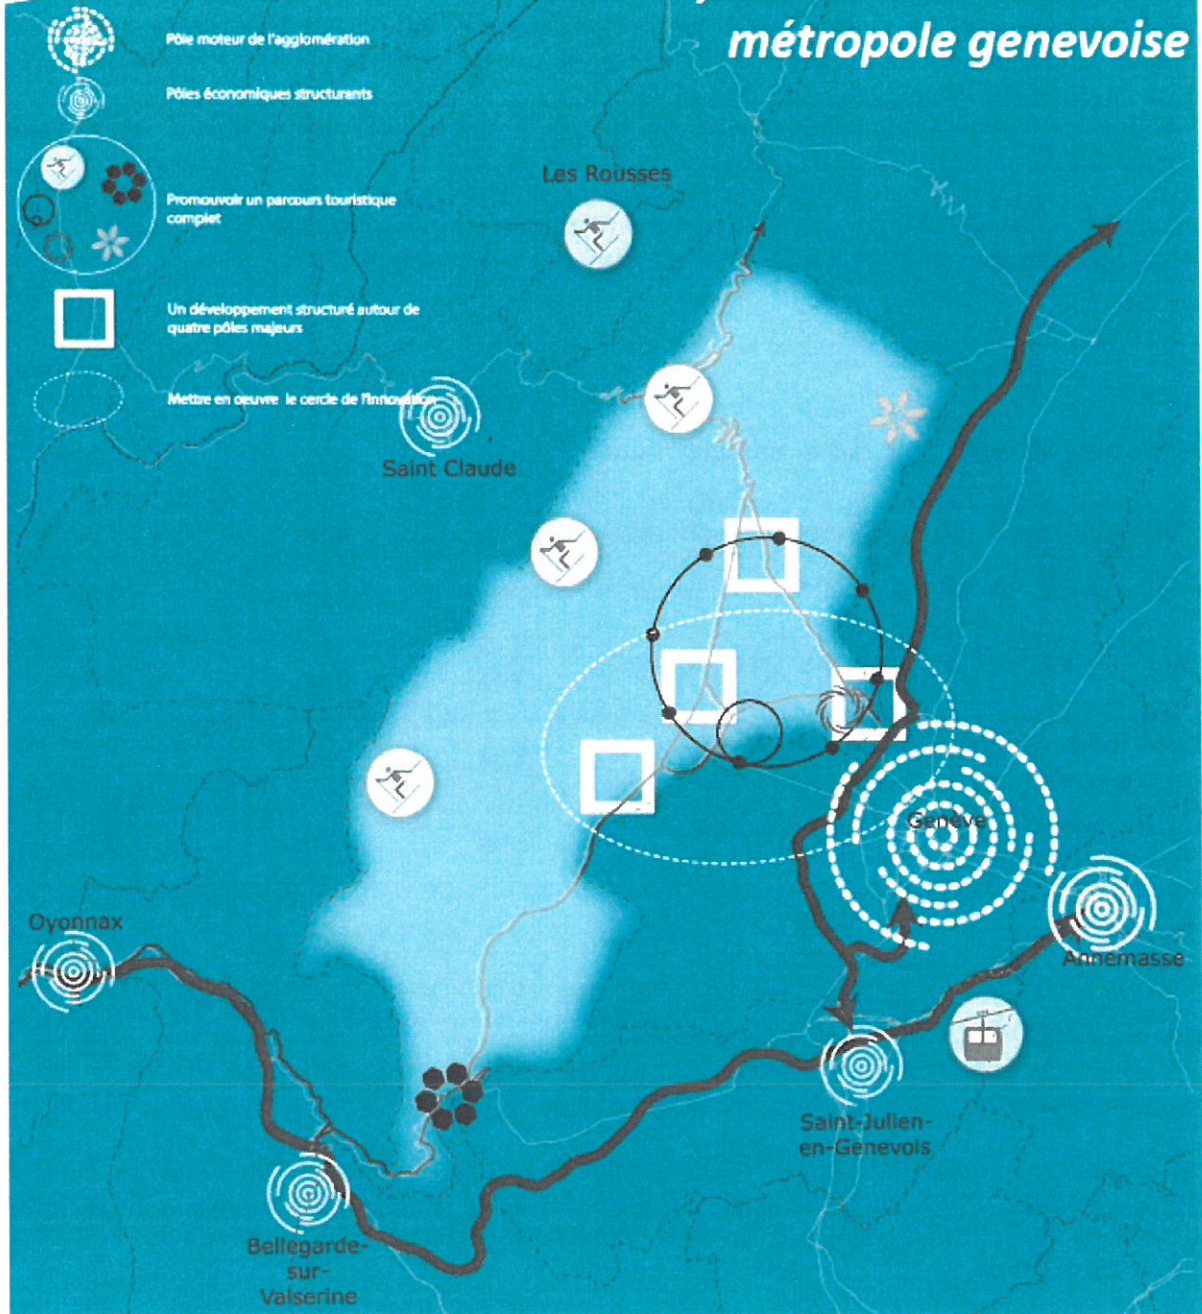 métropole genevoise
Pôle moteur de l'agglomération
Pôles économiques structurants
Promouvoir un parcours touristique
complet
Un développement structuré autour de
quatre pôles majeurs
Mettre en oeuvre le cercle de l'innovation
Les Rousses
Saint Claude
Genève
Oyonnax
Annemasse
Saint-Julien-
en-Genevois
Bellegarde-
sur-
Valserine